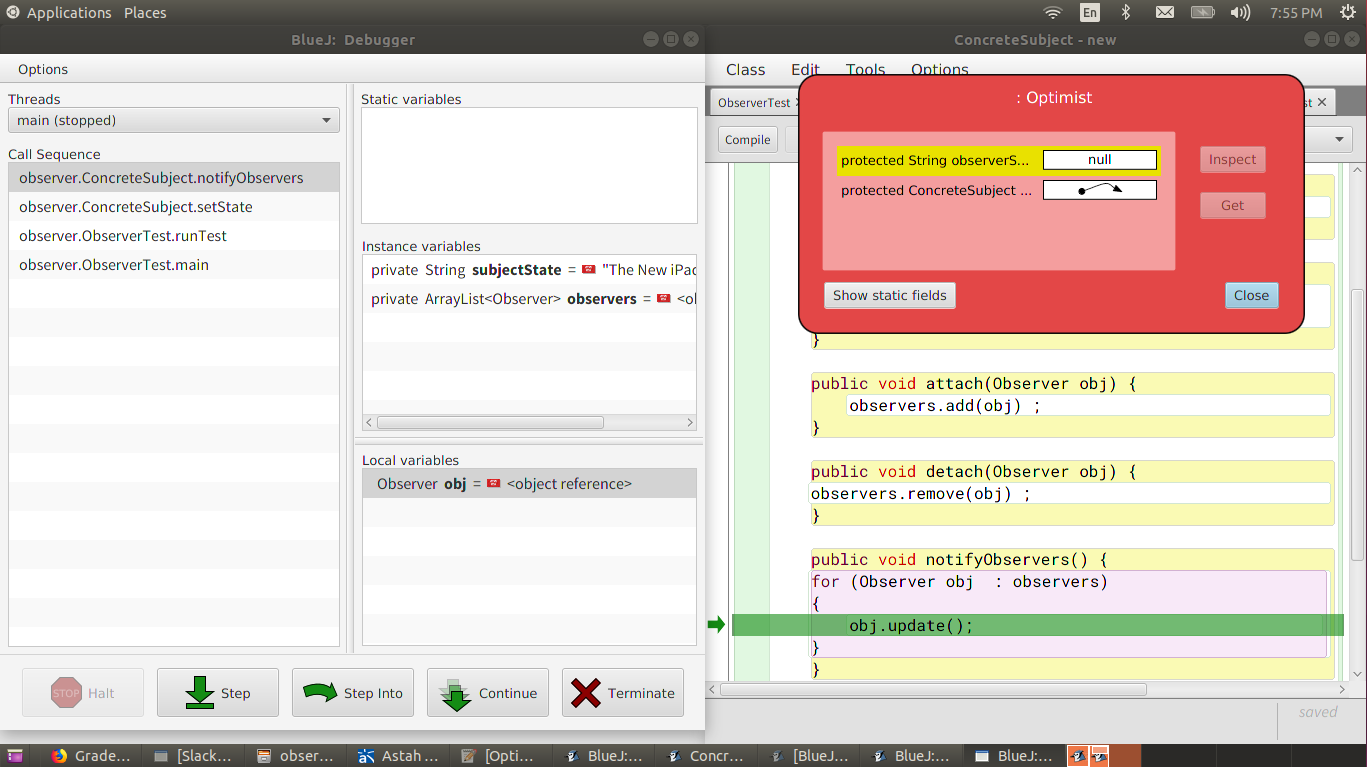 Applications Places
En
7:55 PM
BlueJ: Debugger
ConcreteSubject - new
Options
Threads
main (stopped)
Call Sequence
observer.ConcreteSubject.notifyObservers
observer.ConcreteSubject.setState
observer.ObserverTest.runTest
observer.ObserverTest.main
Static variables
Instance variables
private String subjectState = "The New iPad
private ArrayList<Observer> observers = <ol
Local variables
Observer obj = <object reference>
STOP Halt
Step
Step Into
Continue
Terminate
Class Edit Tools Options
ObserverTest
st
Compile
: Optimist
protected String observerS... null
protected ConcreteSubject ...
Inspect
Get
Show static fields
Close
}
public void attach(Observer obj) {
observers.add(obj) ;
}
public void detach(Observer obj) {
observers.remove(obj) ;
}
public void notifyObservers() {
for (Observer obj : observers)
{
obj.update();
}
}
saved
Grade...
[Slack...
obser...
Astah ...
[Opti...
BlueJ:...
Concr...
[BlueJ...
BlueJ:...
BlueJ:...